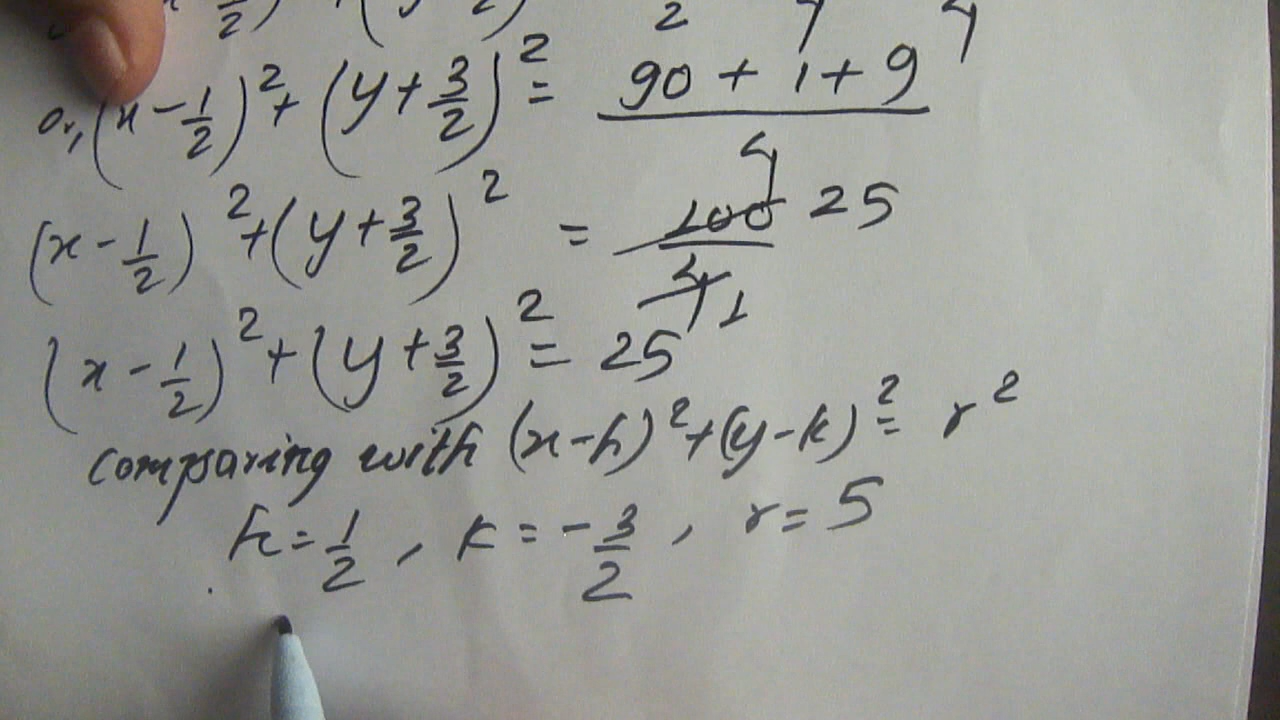 Or, (x - 1/2)² + (y + 3/2)² = (90 + 1 + 9)/4
(x - 1/2)² + (y + 3/2)² = 100/4 25/1
(x - 1/2)² + (y + 3/2)² = 25
comparing with (x-h)² + (y-k)² = r²
h = 1/2, k = -3/2, r = 5